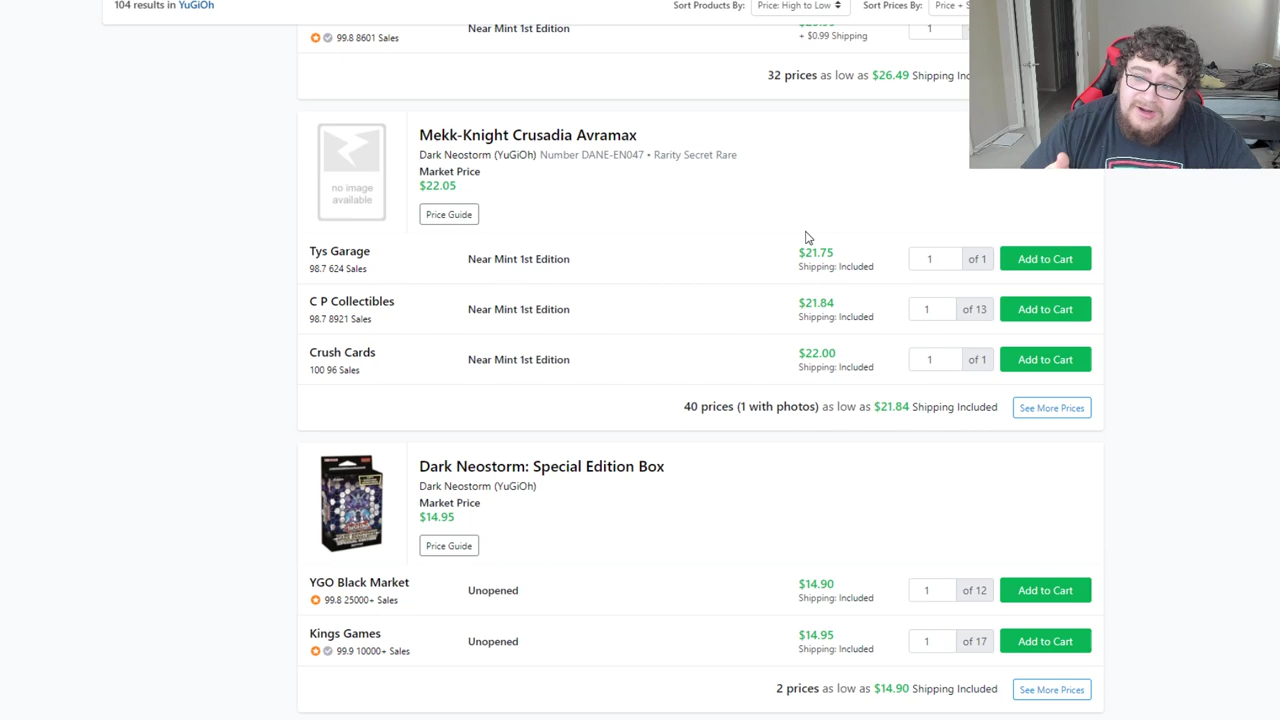 104 results in YuGiOh
Sort Products By: Price: High to Low Sort Prices By: Price + S
99.8 8601 Sales
Near Mint 1st Edition
+ $0.99 Shipping
1
32 prices as low as $26.49 Shipping Inc
Mekk-Knight Crusadia Avramax
Dark Neostorm (YuGiOh) Number DANE-EN047 • Rarity Secret Rare
Market Price
$22.05
no image
available
Price Guide
Tys Garage
98.7 624 Sales
Near Mint 1st Edition
$21.75
Shipping: Included
1 of 1 Add to Cart
C P Collectibles
98.7 8921 Sales
Near Mint 1st Edition
$21.84
Shipping: Included
1 of 13 Add to Cart
Crush Cards
100 96 Sales
Near Mint 1st Edition
$22.00
Shipping: Included
1 of 1 Add to Cart
40 prices (1 with photos) as low as $21.84 Shipping Included See More Prices
Dark Neostorm: Special Edition Box
Dark Neostorm (YuGiOh)
Market Price
$14.95
Price Guide
YGO Black Market
99.8 25000+ Sales
Unopened
$14.90
Shipping: Included
1 of 12 Add to Cart
Kings Games
99.9 10000+ Sales
Unopened
$14.95
Shipping: Included
1 of 17 Add to Cart
2 prices as low as $14.90 Shipping Included See More Prices